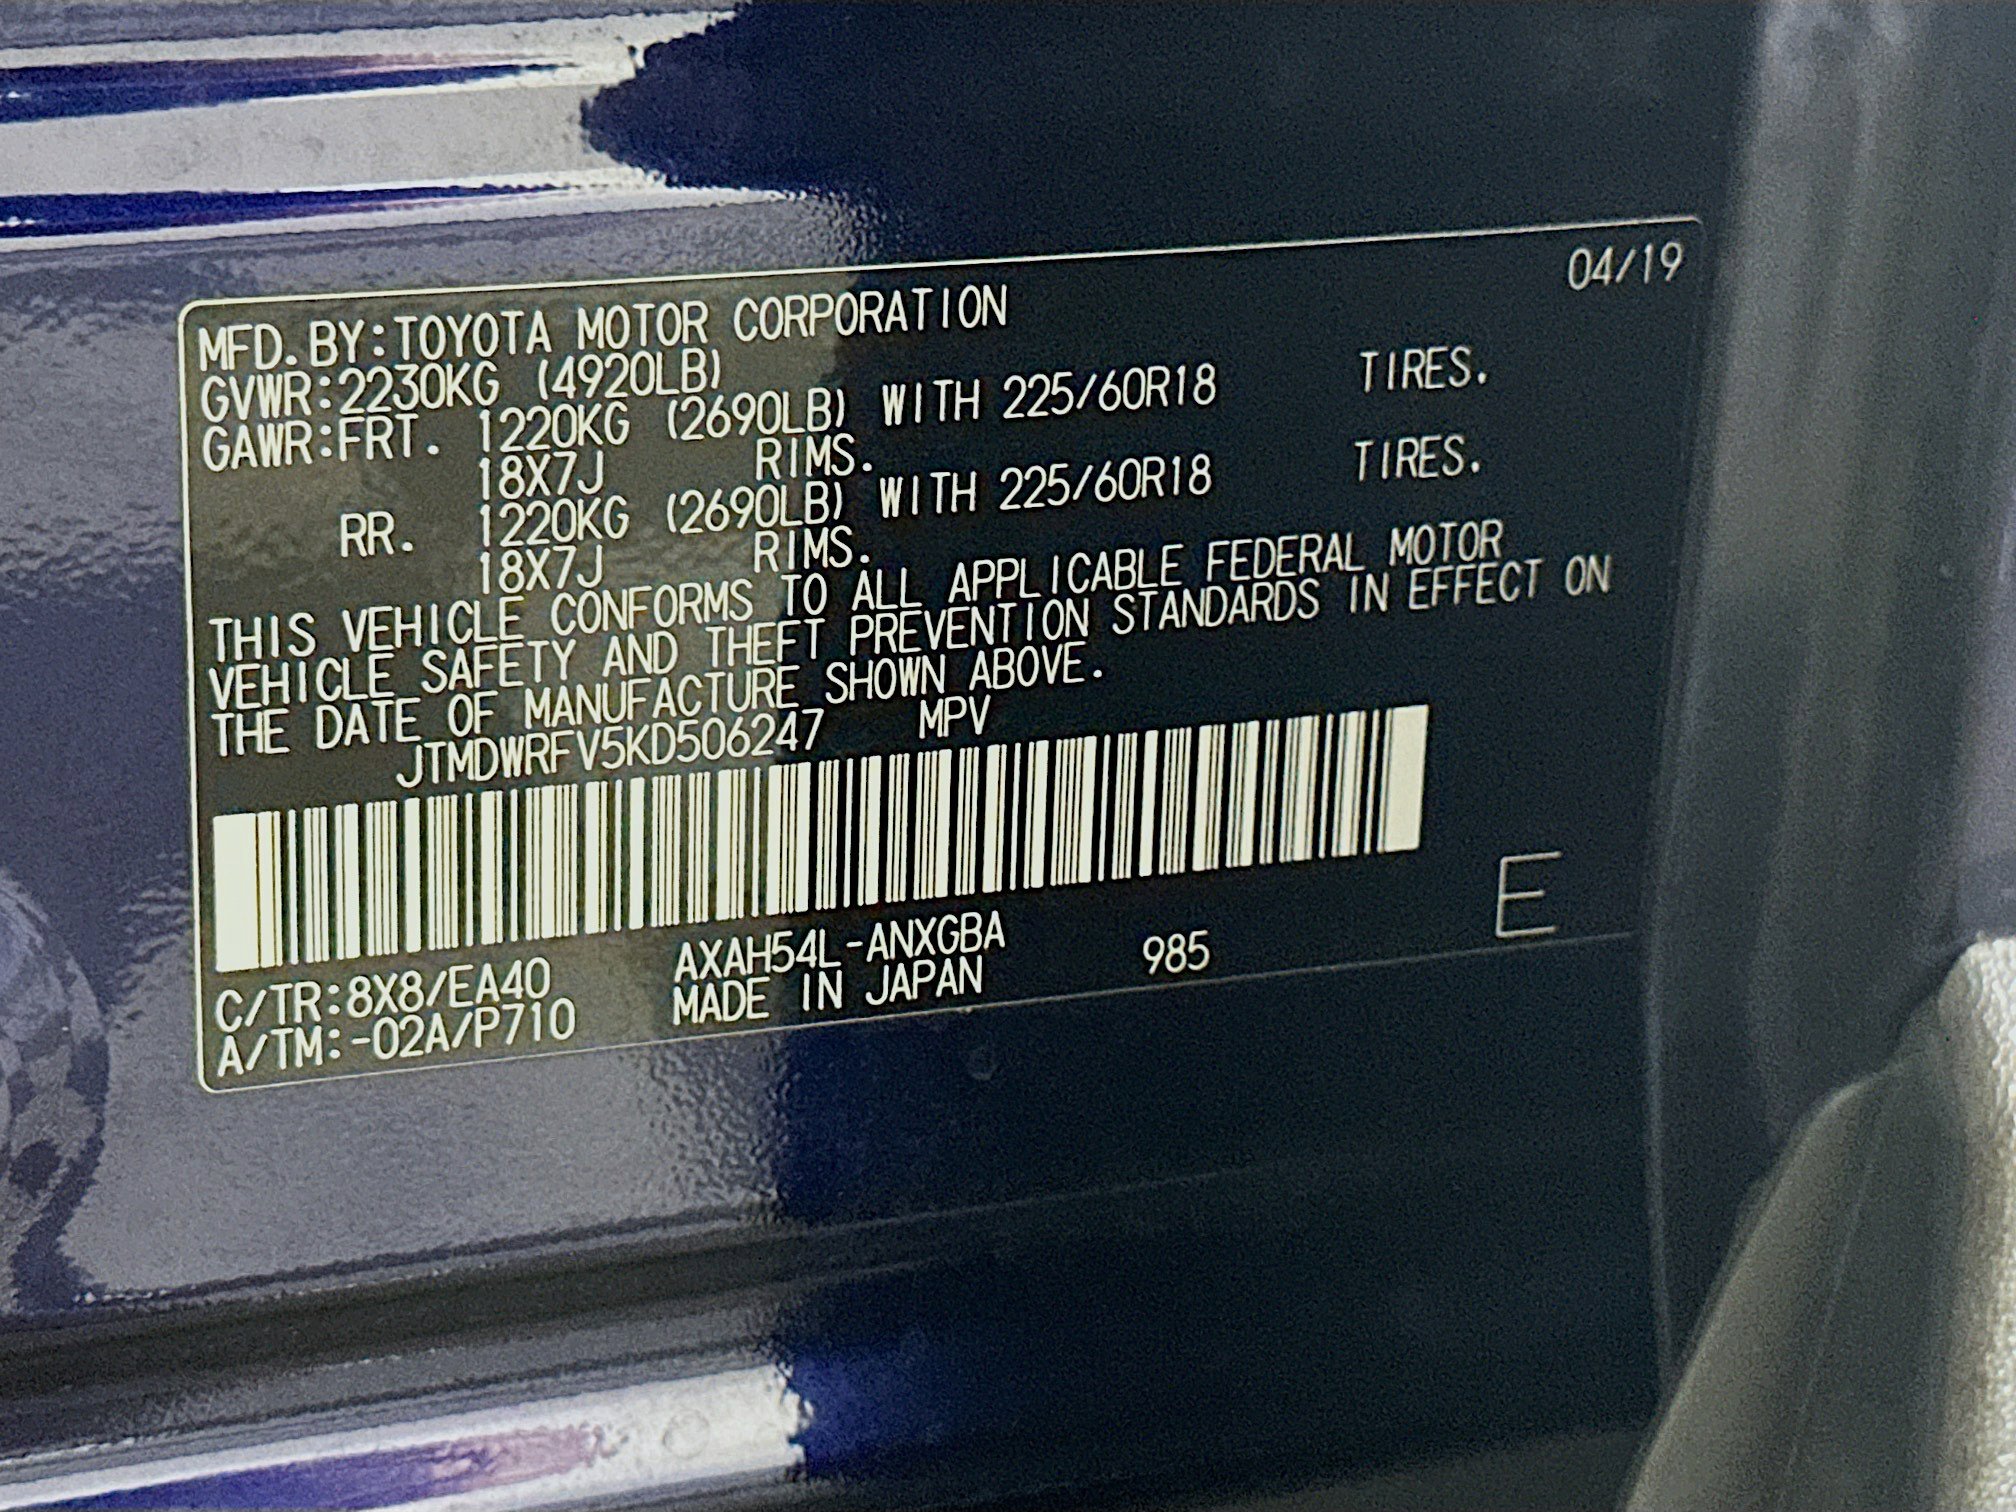 04/19
MFD.BY:TOYOTA MOTOR CORPORATION
GVWR:2230KG (4920LB)
GAWR:FRT. 1220KG (2690LB) WITH 225/60R18 TIRES.
18X7J RIMS.
RR. 1220KG (2690LB) WITH 225/60R18 TIRES.
18X7J RIMS.
THIS VEHICLE CONFORMS TO ALL APPLICABLE FEDERAL MOTOR
VEHICLE SAFETY AND THEFT PREVENTION STANDARDS IN EFFECT ON
THE DATE OF MANUFACTURE SHOWN ABOVE.
JTMDWRFV5KD506247 MPV
E
C/TR:8X8/EA40 AXAH54L-ANXGBA 985
A/TM:-02A/P710 MADE IN JAPAN